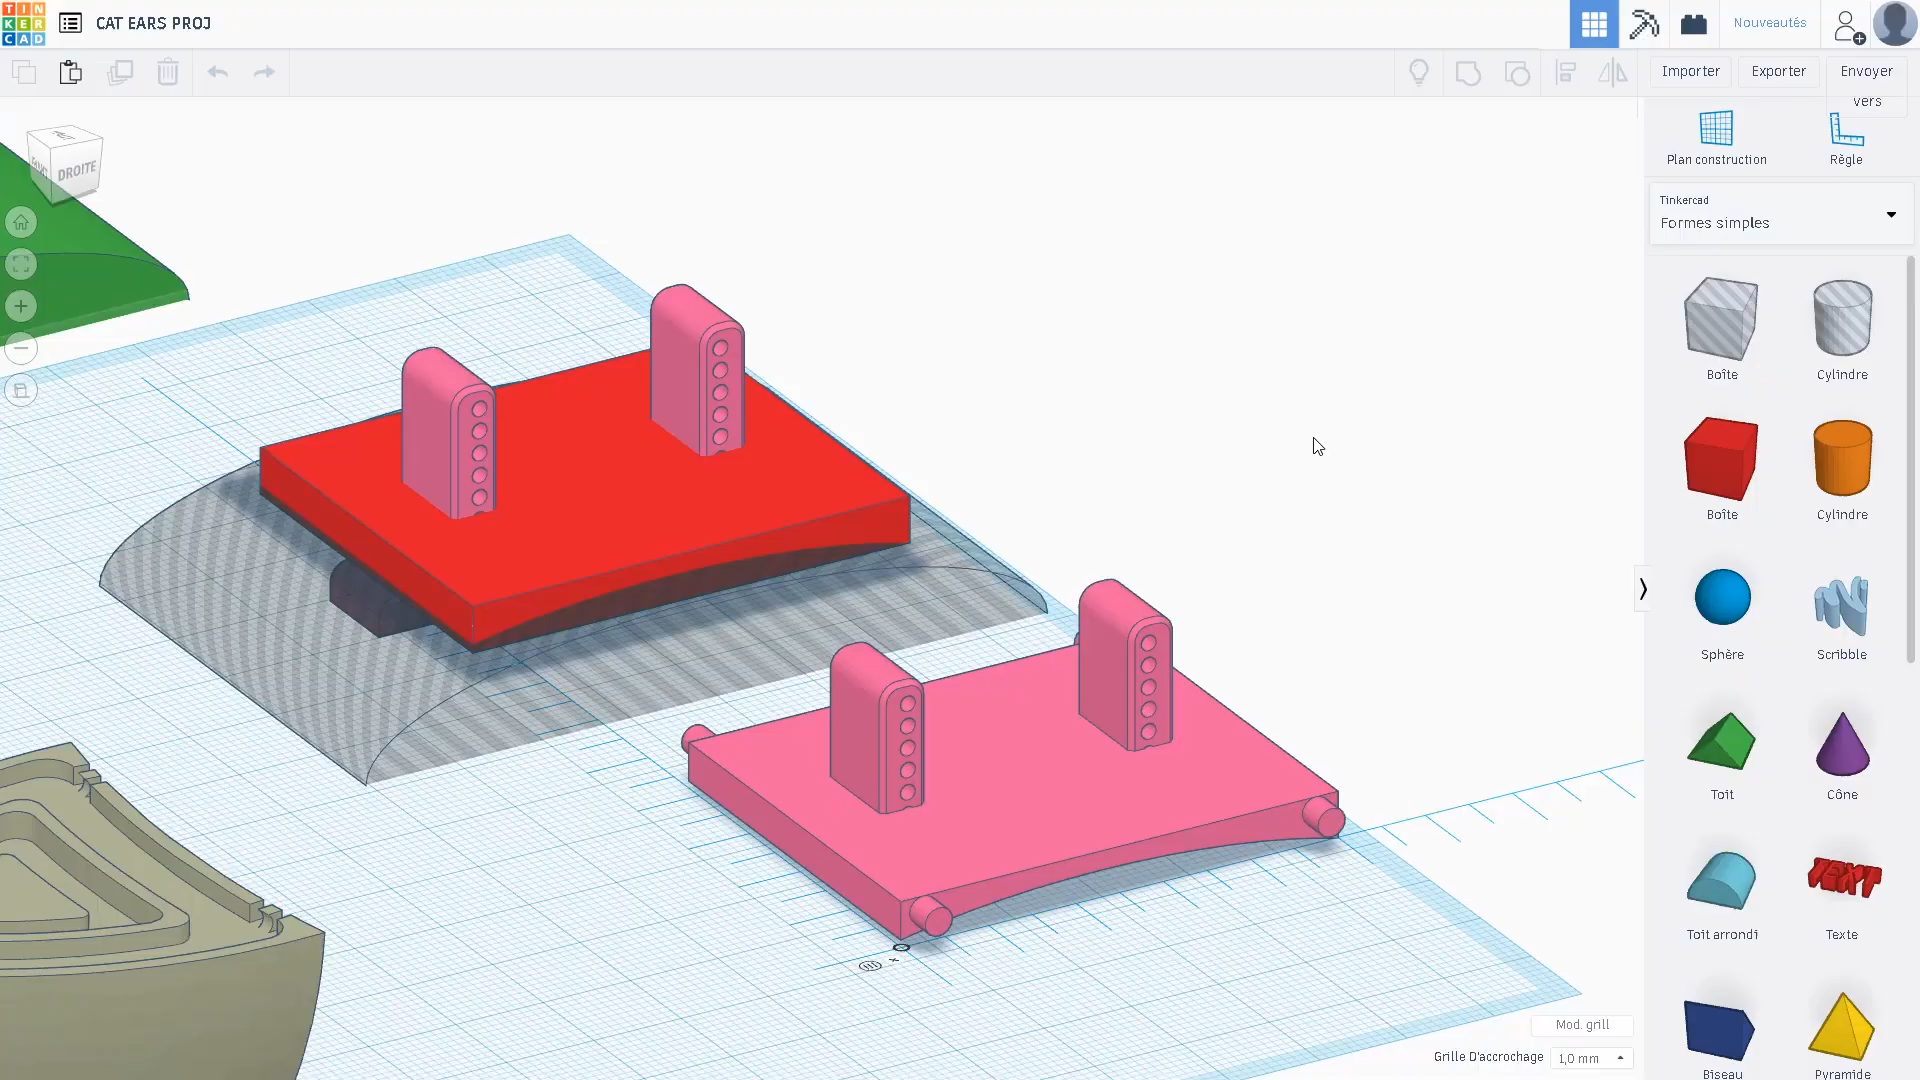 TIN
KER
CAD
CAT EARS PROJ
Nouveautés
Importer
Exporter
Envoyer
vers
DROITE
Plan construction
Règle
Tinkercad
Formes simples
Boîte
Cylindre
Boîte
Cylindre
Sphère
Scribble
Toit
Cône
TEXT
Toit arrondi
Texte
Biseau
Pyramide
Mod. grill
Grille D'accrochage
1,0 mm